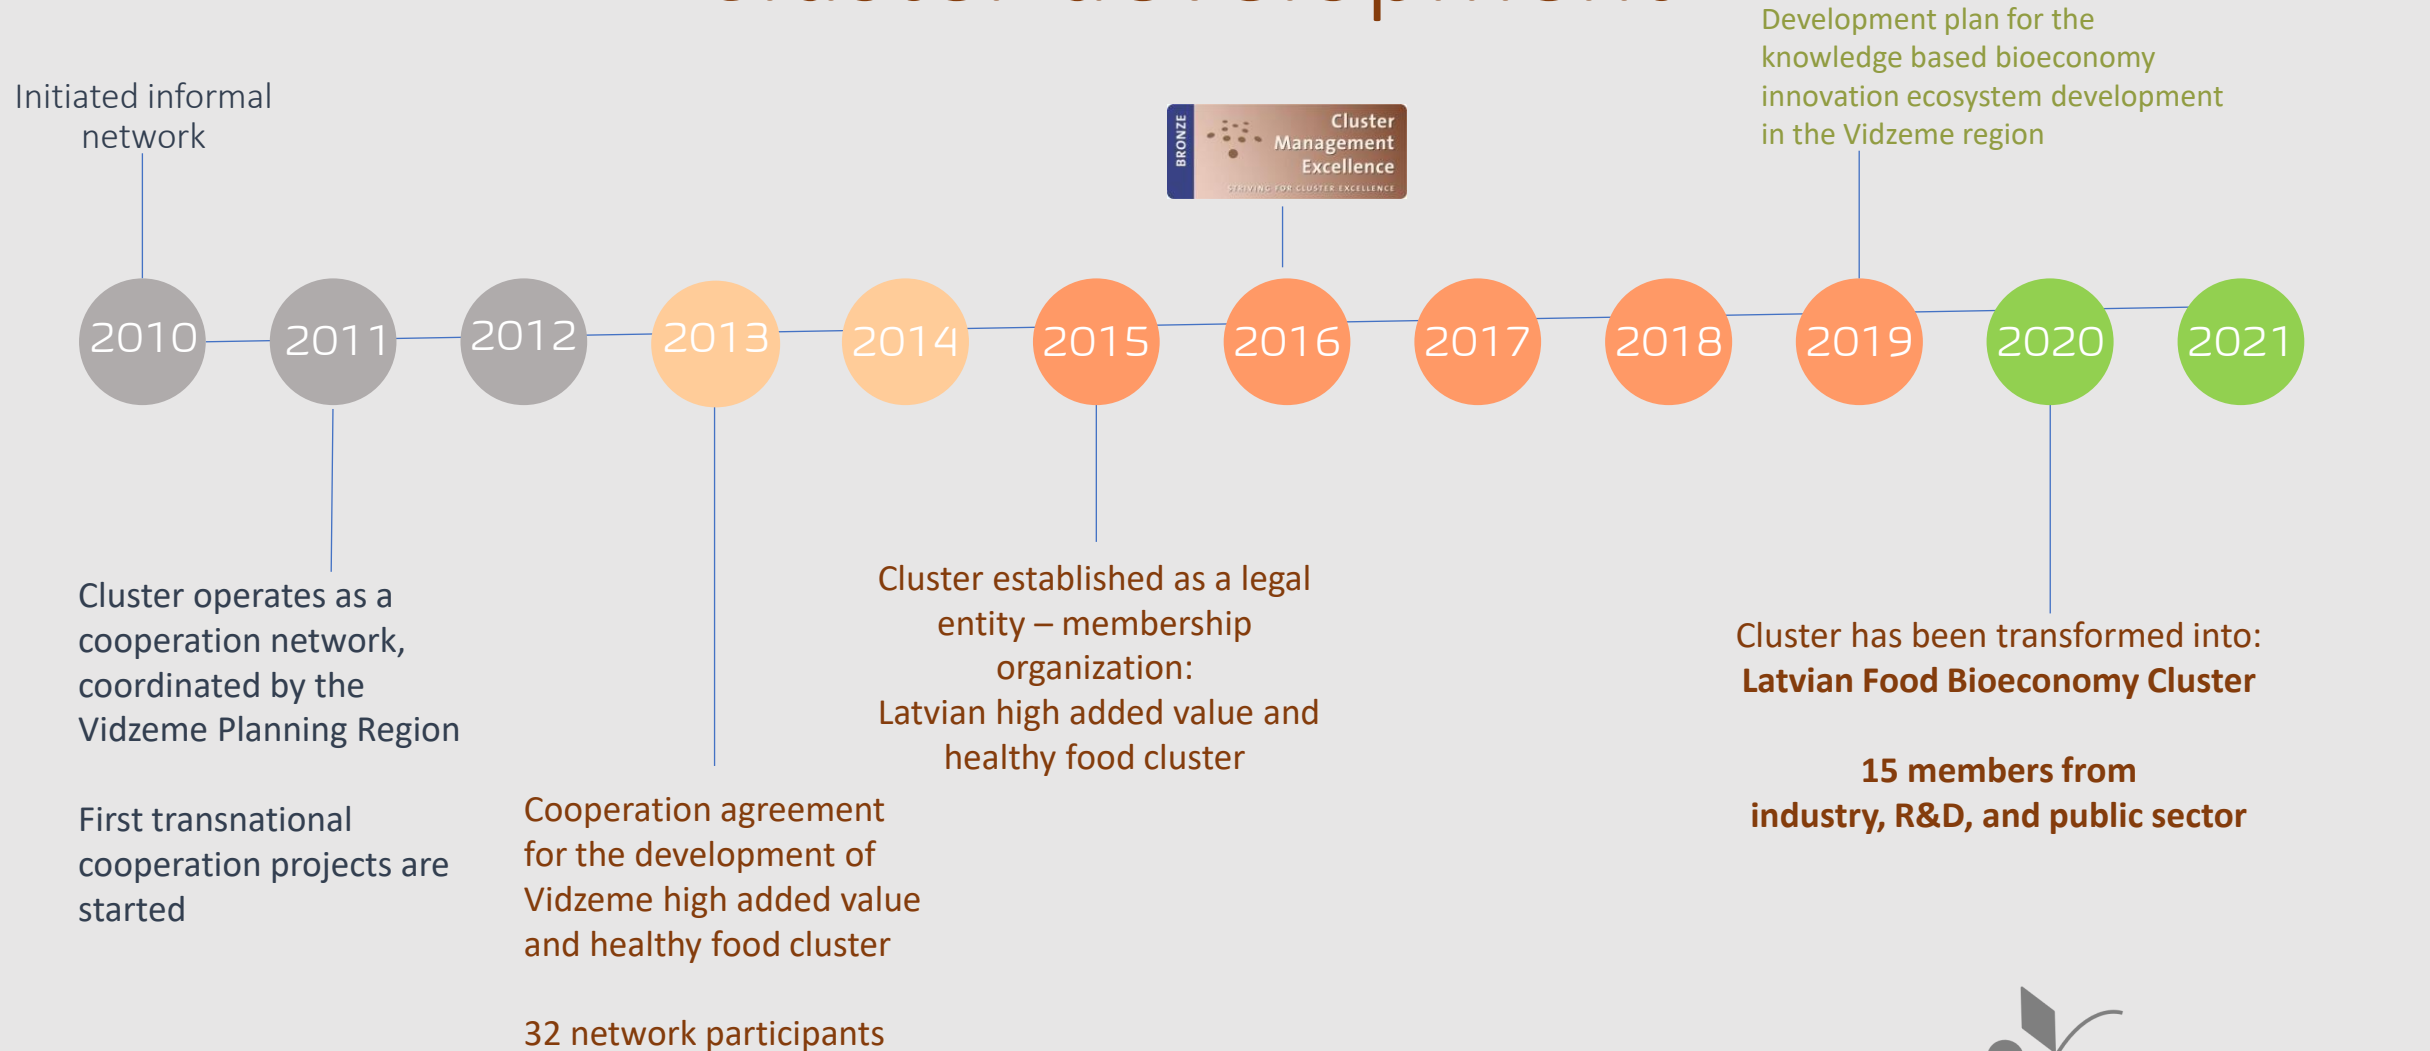 Cluster development
Development plan for the
knowledge based bioeconomy
innovation ecosystem development
in the Vidzeme region
Initiated informal
network
BRONZE
Cluster
Management
Excellence
STRIVING FOR CLUSTER EXCELLENCE
2010
2011
2012
2013
2014
2015
2016
2017
2018
2019
2020
2021
Cluster operates as a
cooperation network,
coordinated by the
Vidzeme Planning Region
First transnational
cooperation projects are
started
Cooperation agreement
for the development of
Vidzeme high added value
and healthy food cluster
32 network participants
Cluster established as a legal
entity – membership
organization:
Latvian high added value and
healthy food cluster
Cluster has been transformed into:
Latvian Food Bioeconomy Cluster
15 members from
industry, R&D, and public sector